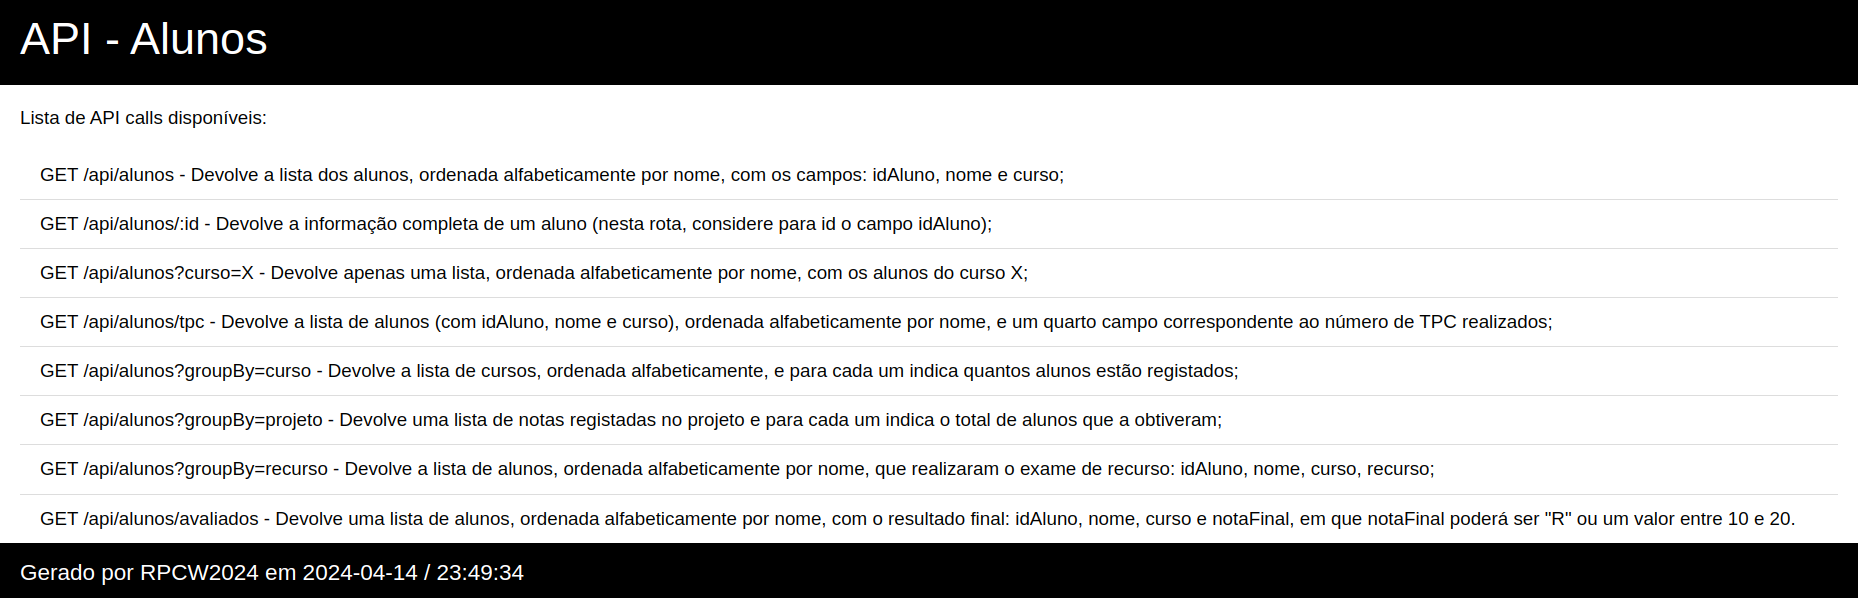 API - Alunos
Lista de API calls disponíveis:
GET /api/alunos - Devolve a lista dos alunos, ordenada alfabeticamente por nome, com os campos: idAluno, nome e curso;
GET /api/alunos/:id - Devolve a informação completa de um aluno (nesta rota, considere para id o campo idAluno);
GET /api/alunos?curso=X - Devolve apenas uma lista, ordenada alfabeticamente por nome, com os alunos do curso X;
GET /api/alunos/tpc - Devolve a lista de alunos (com idAluno, nome e curso), ordenada alfabeticamente por nome, e um quarto campo correspondente ao número de TPC realizados;
GET /api/alunos?groupBy=curso - Devolve a lista de cursos, ordenada alfabeticamente, e para cada um indica quantos alunos estão registados;
GET /api/alunos?groupBy=projeto - Devolve uma lista de notas registadas no projeto e para cada um indica o total de alunos que a obtiveram;
GET /api/alunos?groupBy=recurso - Devolve a lista de alunos, ordenada alfabeticamente por nome, que realizaram o exame de recurso: idAluno, nome, curso, recurso;
GET /api/alunos/avaliados - Devolve uma lista de alunos, ordenada alfabeticamente por nome, com o resultado final: idAluno, nome, curso e notaFinal, em que notaFinal poderá ser "R" ou um valor entre 10 e 20.
Gerado por RPCW2024 em 2024-04-14 / 23:49:34